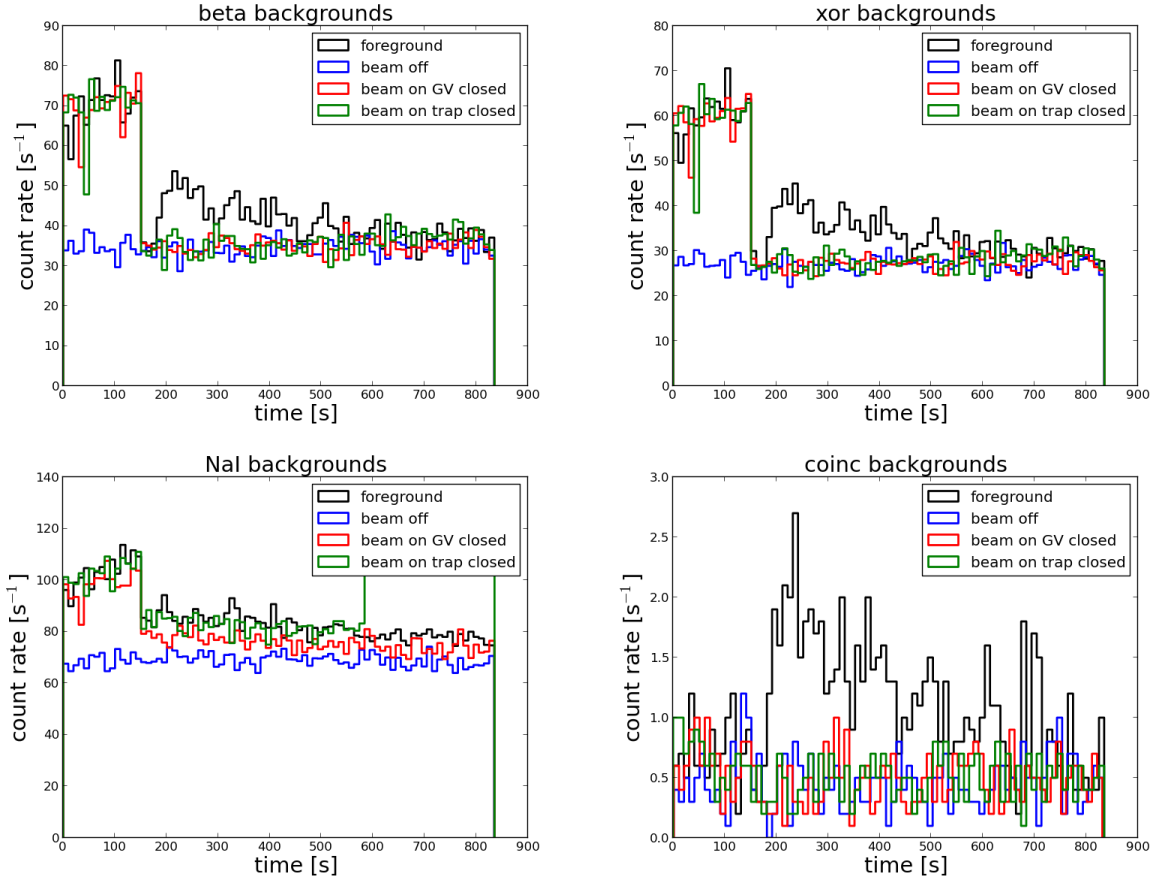 beta backgrounds
90
80
70
60
50
40
30
20
10
0
count rate [s⁻¹]
0 100 200 300 400 500 600 700 800 900
time [s]
foreground
beam off
beam on GV closed
beam on trap closed
xor backgrounds
80
70
60
50
40
30
20
10
0
count rate [s⁻¹]
0 100 200 300 400 500 600 700 800 900
time [s]
foreground
beam off
beam on GV closed
beam on trap closed
NaI backgrounds
140
120
100
80
60
40
20
0
count rate [s⁻¹]
0 100 200 300 400 500 600 700 800 900
time [s]
foreground
beam off
beam on GV closed
beam on trap closed
coinc backgrounds
3.0
2.5
2.0
1.5
1.0
0.5
0.0
count rate [s⁻¹]
0 100 200 300 400 500 600 700 800 900
time [s]
foreground
beam off
beam on GV closed
beam on trap closed